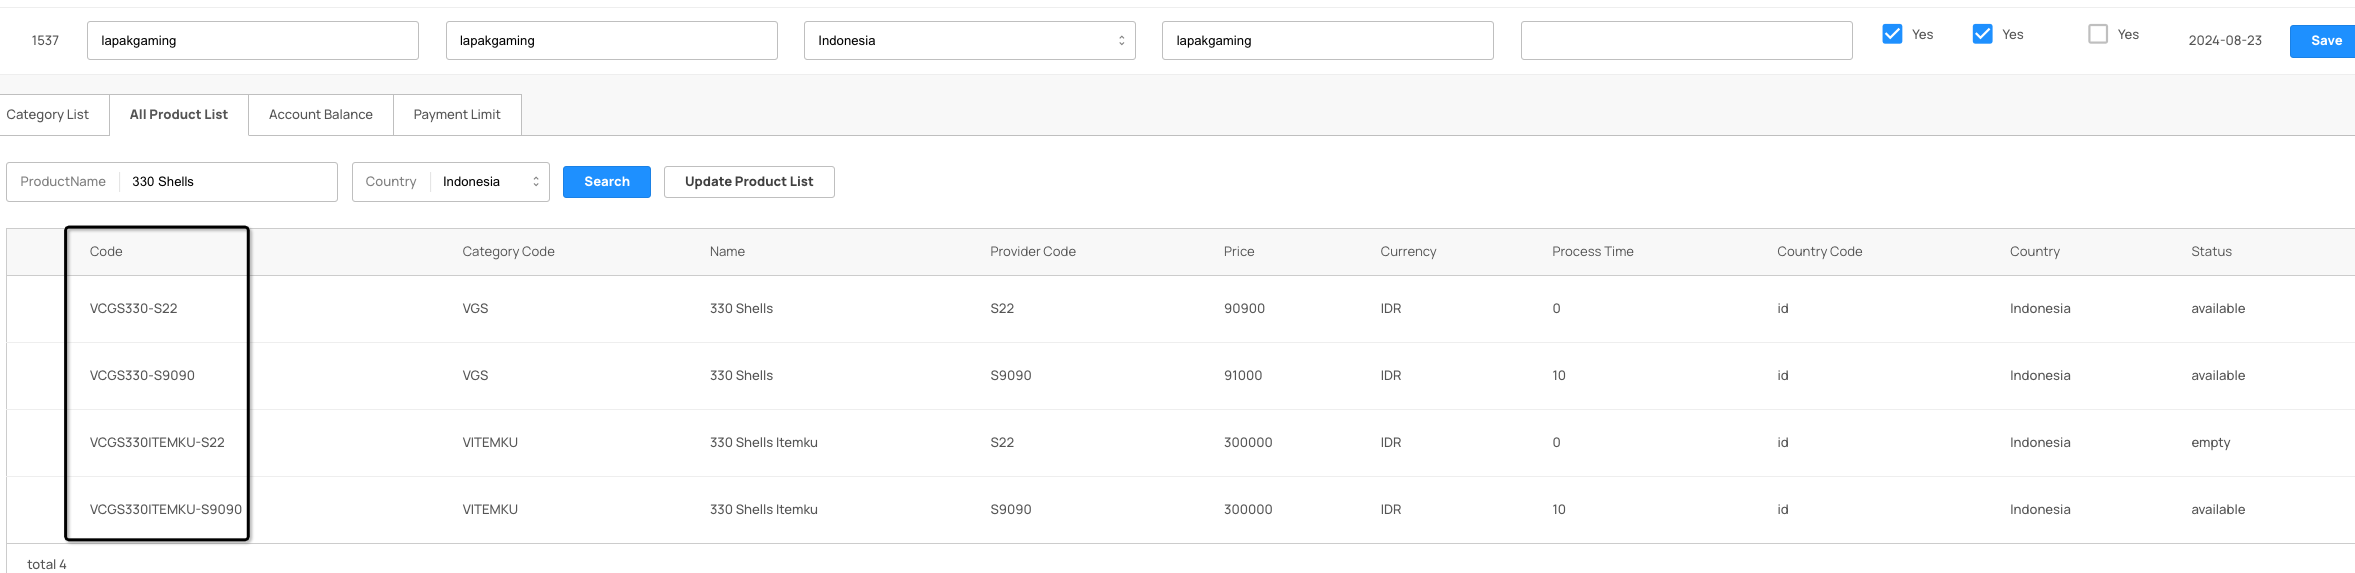 1537 lapakgaming lapakgaming Indonesia lapakgaming Yes Yes Yes 2024-08-23 Save
Category List All Product List Account Balance Payment Limit
ProductName 330 Shells Country Indonesia Search Update Product List
Code Category Code Name Provider Code Price Currency Process Time Country Code Country Status
VCGS330-S22 VGS 330 Shells S22 90900 IDR 0 id Indonesia available
VCGS330-S9090 VGS 330 Shells S9090 91000 IDR 10 id Indonesia available
VCGS330ITEMKU-S22 VITEMKU 330 Shells Itemku S22 300000 IDR 0 id Indonesia empty
VCGS330ITEMKU-S9090 VITEMKU 330 Shells Itemku S9090 300000 IDR 10 id Indonesia available
total 4